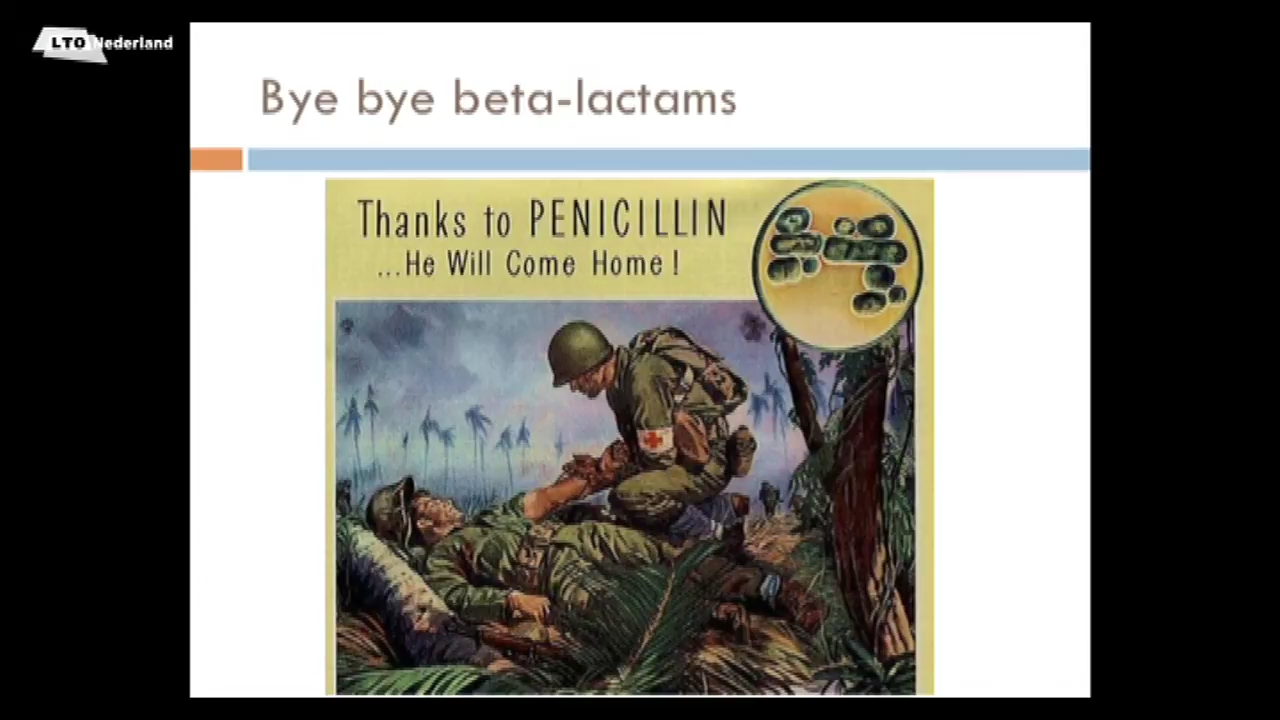 LTO Nederland
Bye bye beta-lactams
Thanks to PENICILLIN
...He Will Come Home!